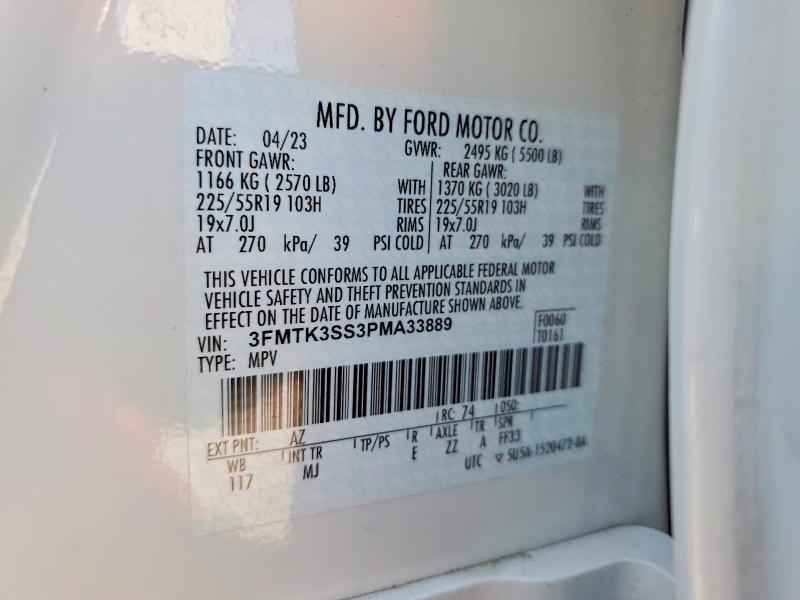 MFD. BY FORD MOTOR CO.
DATE: 04/23 GVWR: 2495 KG ( 5500 LB)
FRONT GAWR: REAR GAWR:
1166 KG ( 2570 LB) WITH 1370 KG ( 3020 LB) WITH
225/55R19 103H TIRES 225/55R19 103H TIRES
19x7.0J RIMS 19x7.0J RIMS
AT 270 kPa/ 39 PSI COLD AT 270 kPa/ 39 PSI COLD
THIS VEHICLE CONFORMS TO ALL APPLICABLE FEDERAL MOTOR
VEHICLE SAFETY AND THEFT PREVENTION STANDARDS IN
EFFECT ON THE DATE OF MANUFACTURE SHOWN ABOVE.
VIN: 3FMTK3SS3PMA33889 F0060
TYPE: MPV T0161
EXT PNT: AZ RC: 74 DSO:
WB INT TR TP/PS R AXLE TR SPR
117 MJ E ZZ A FF33
UTC ▽ 5U5A-1520472-BA